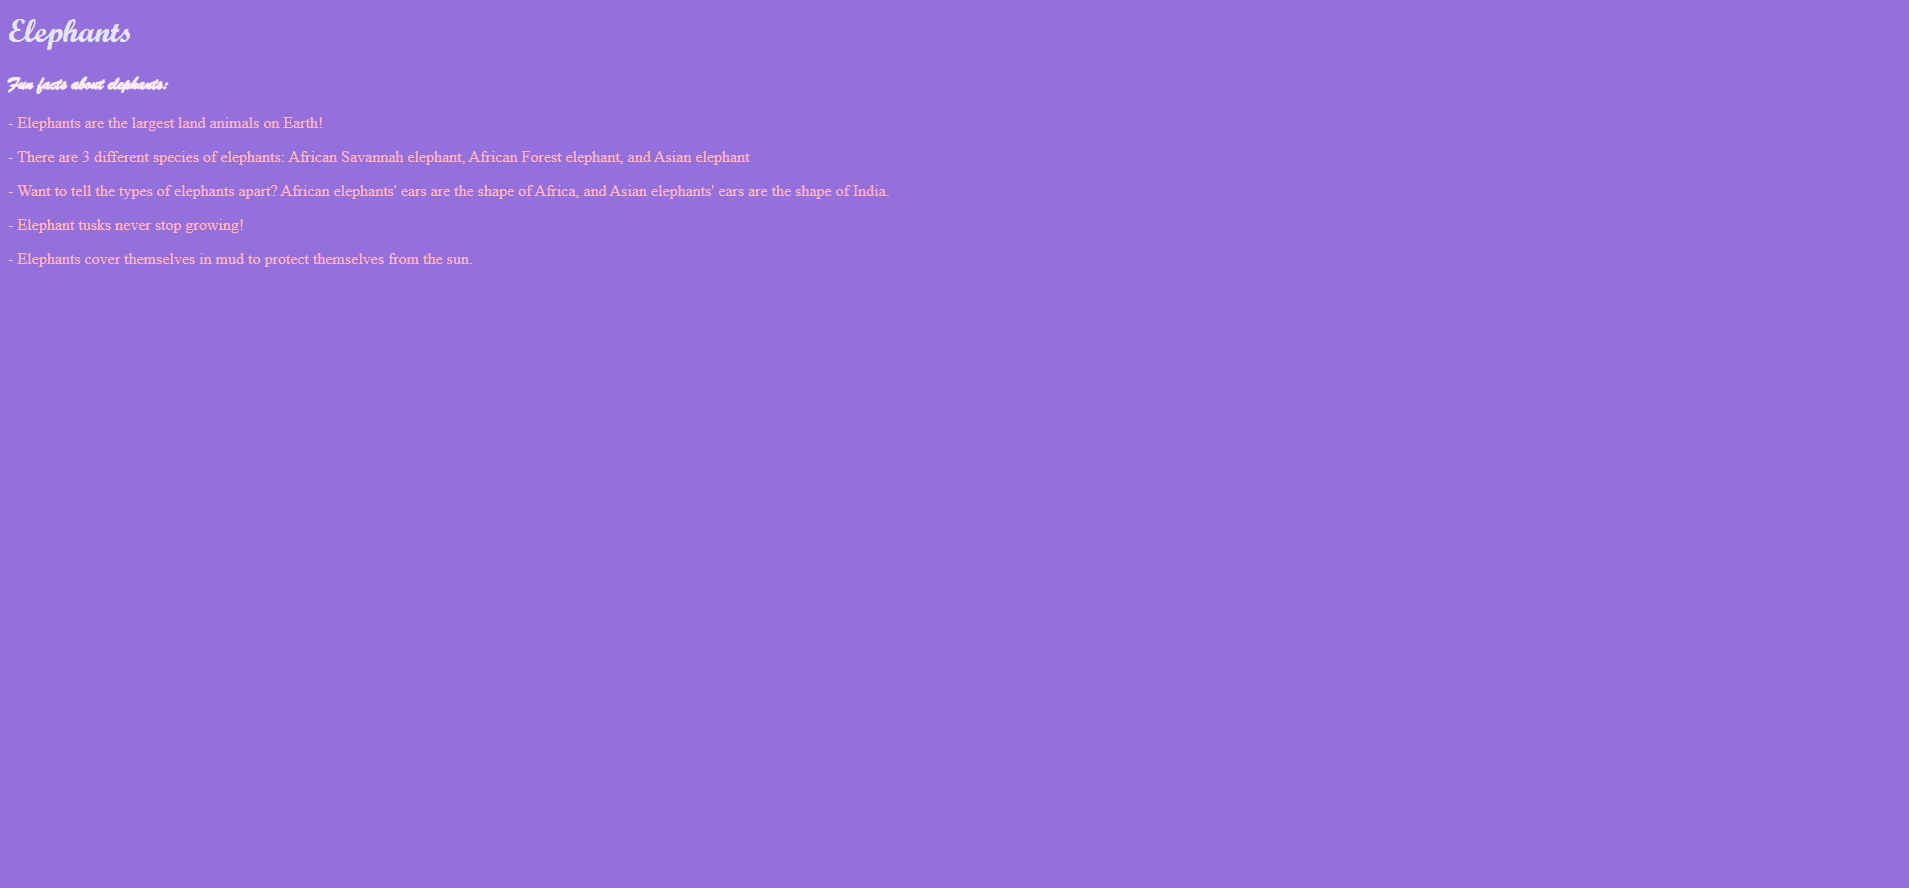 Elephants
Fun facts about elephants:
- Elephants are the largest land animals on Earth!
- There are 3 different species of elephants: African Savannah elephant, African Forest elephant, and Asian elephant
- Want to tell the types of elephants apart? African elephants' ears are the shape of Africa, and Asian elephants' ears are the shape of India.
- Elephant tusks never stop growing!
- Elephants cover themselves in mud to protect themselves from the sun.